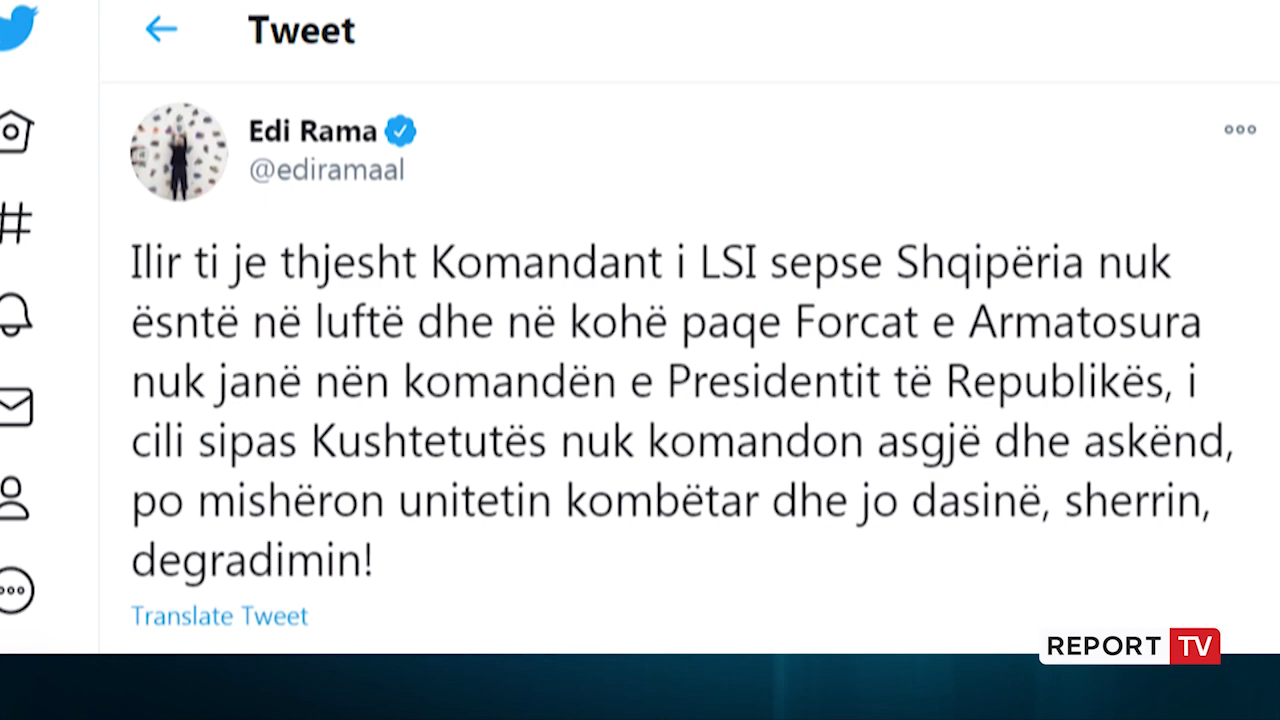 Tweet
Edi Rama
@ediramaal
Ilir ti je thjesht Komandant i LSI sepse Shqipëria nuk
ësntë në luftë dhe në kohë paqe Forcat e Armatosura
nuk janë nën komandën e Presidentit të Republikës, i
cili sipas Kushtetutës nuk komandon asgjë dhe askënd,
po mishëron unitetin kombëtar dhe jo dasinë, sherrin,
degradimin!
Translate Tweet
REPORT TV